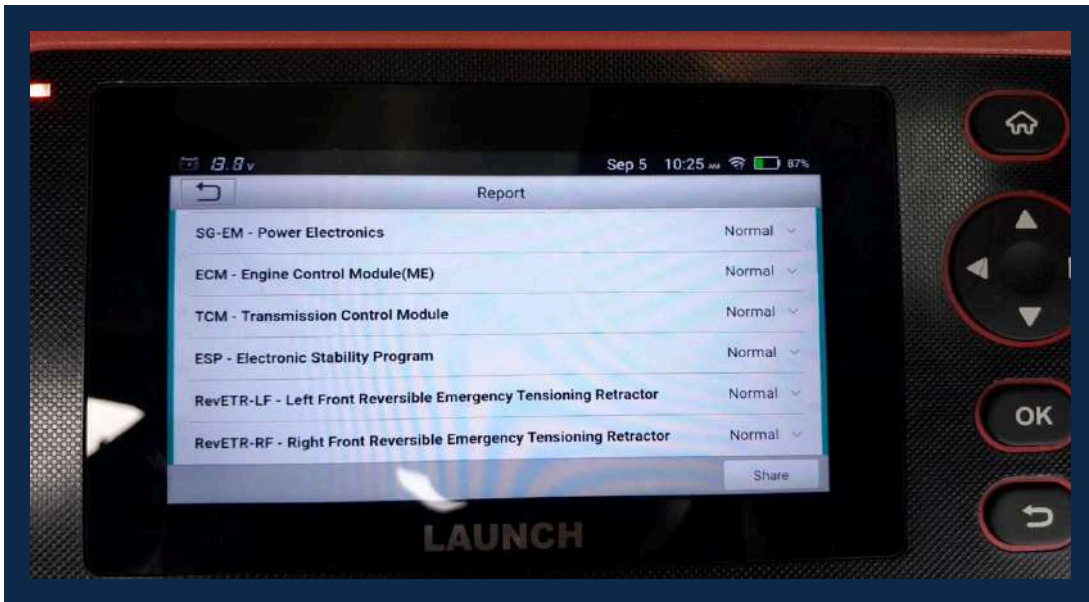 13.8v Sep 5 10:25 AM 87%
Report
SG-EM - Power Electronics Normal
ECM - Engine Control Module(ME) Normal
TCM - Transmission Control Module Normal
ESP - Electronic Stability Program Normal
RevETR-LF - Left Front Reversible Emergency Tensioning Retractor Normal
RevETR-RF - Right Front Reversible Emergency Tensioning Retractor Normal
Share
LAUNCH
OK